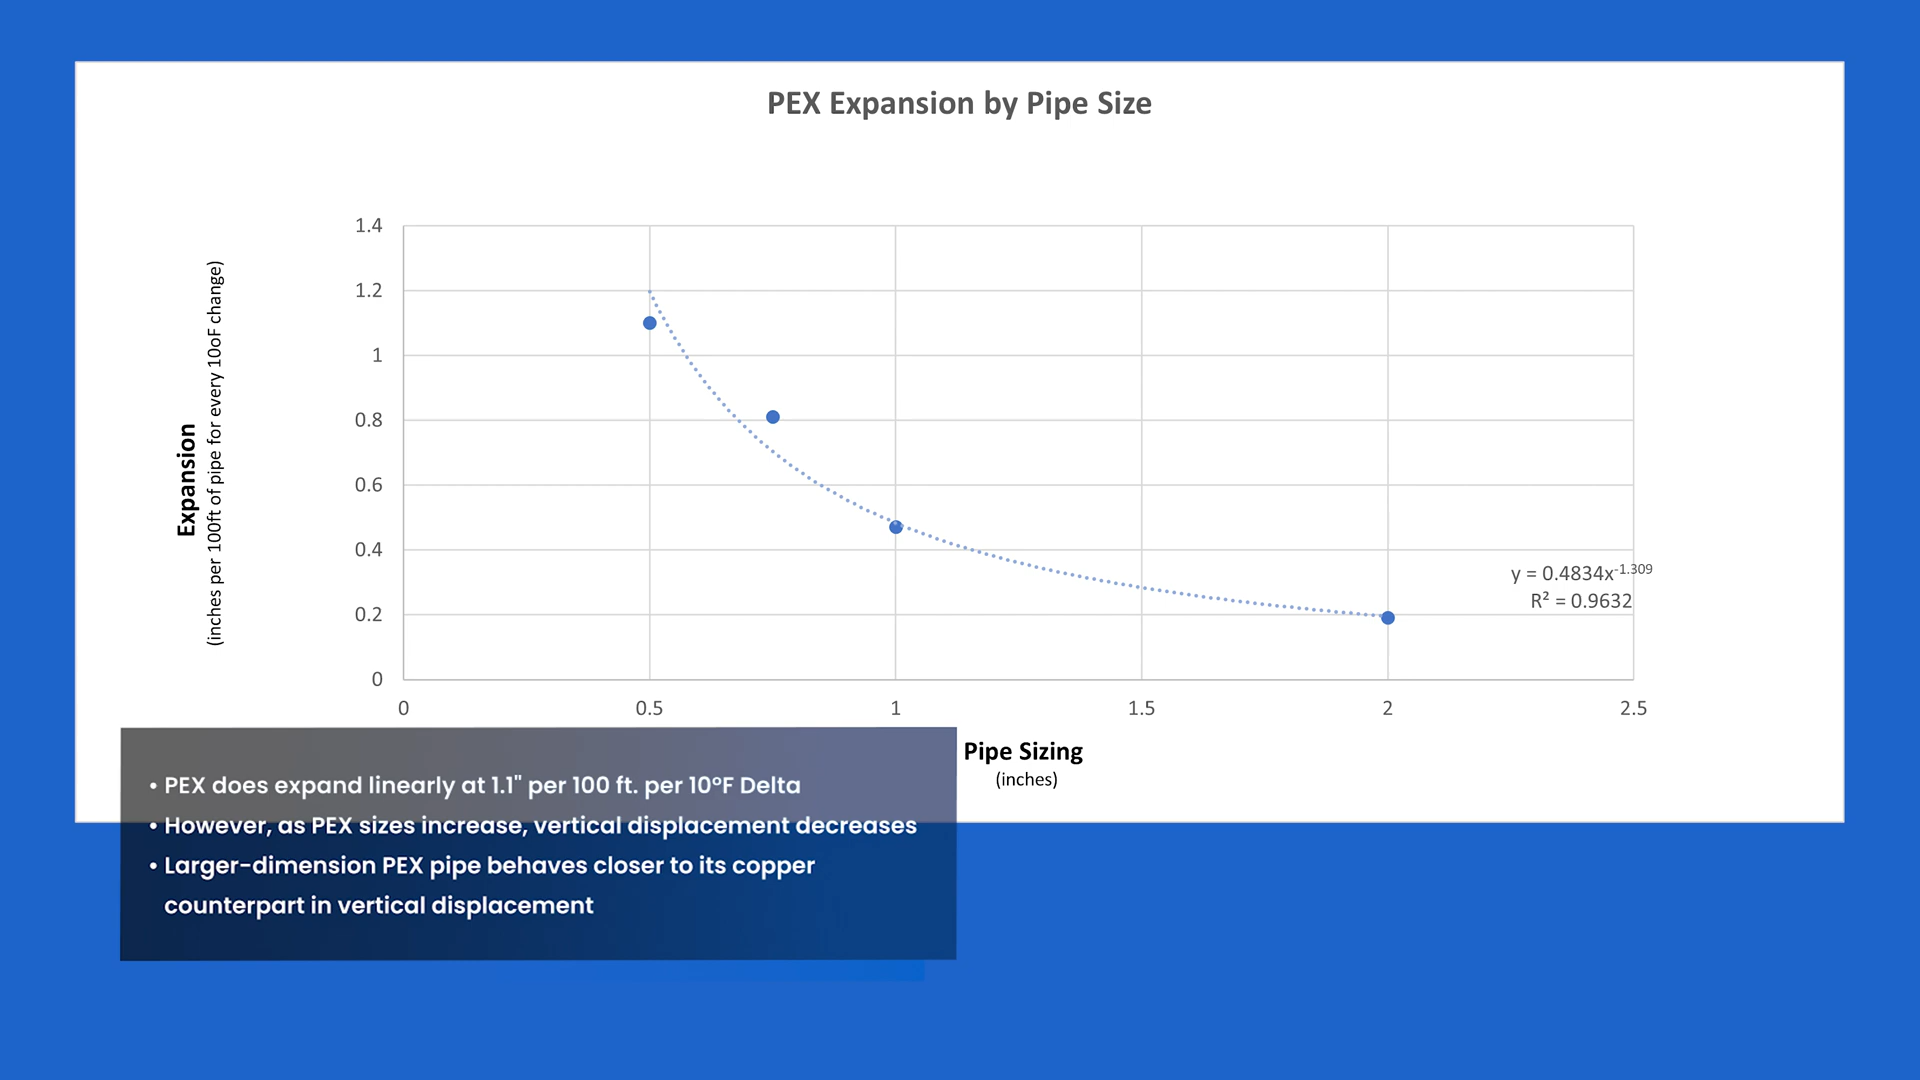 PEX Expansion by Pipe Size
Expansion
(inches per 100ft of pipe for every 10oF change)
1.4
1.2
1
0.8
0.6
0.4
0.2
0
0
0.5
1
1.5
2
2.5
y = 0.4834x^-1.309
R² = 0.9632
Pipe Sizing
(inches)
• PEX does expand linearly at 1.1" per 100 ft. per 10°F Delta
• However, as PEX sizes increase, vertical displacement decreases
• Larger-dimension PEX pipe behaves closer to its copper
counterpart in vertical displacement